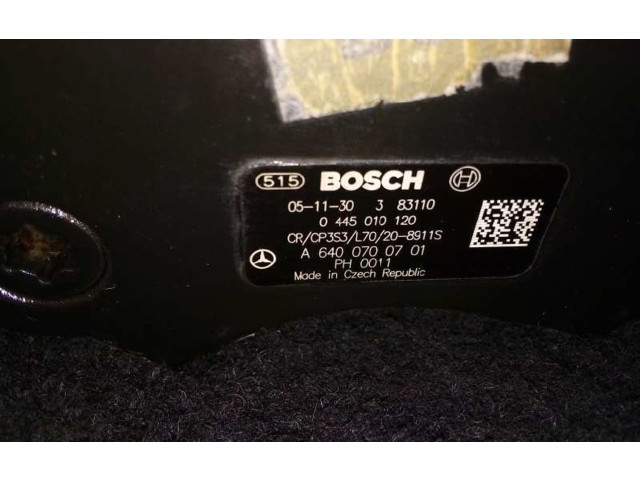 515 BOSCH
05-11-30 3 83110
0 445 010 120
CR/CP3S3/L70/20-8911S
A 640 070 07 01
PH 0011
Made in Czech Republic